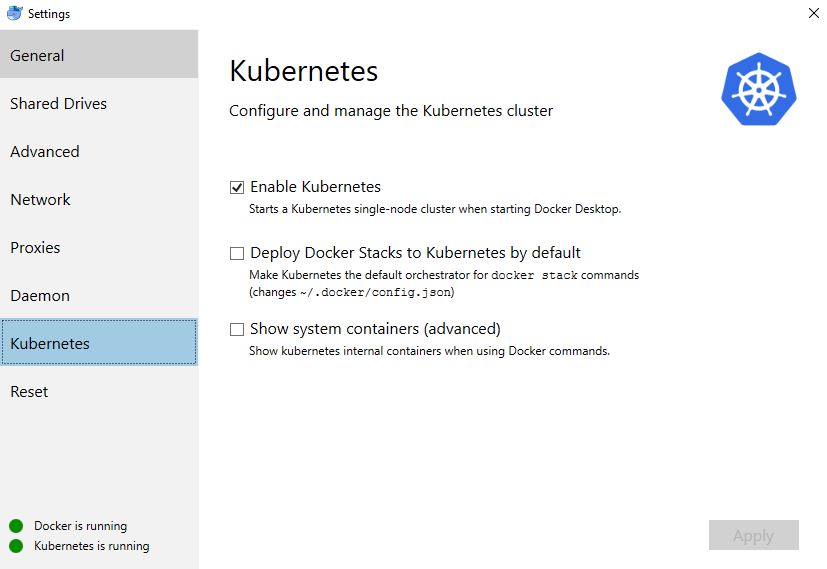 Settings
General
Shared Drives
Advanced
Network
Proxies
Daemon
Kubernetes
Reset
Docker is running
Kubernetes is running
Kubernetes
Configure and manage the Kubernetes cluster
Enable Kubernetes
Starts a Kubernetes single-node cluster when starting Docker Desktop.
Deploy Docker Stacks to Kubernetes by default
Make Kubernetes the default orchestrator for docker stack commands
(changes ~/.docker/config.json)
Show system containers (advanced)
Show kubernetes internal containers when using Docker commands.
Apply